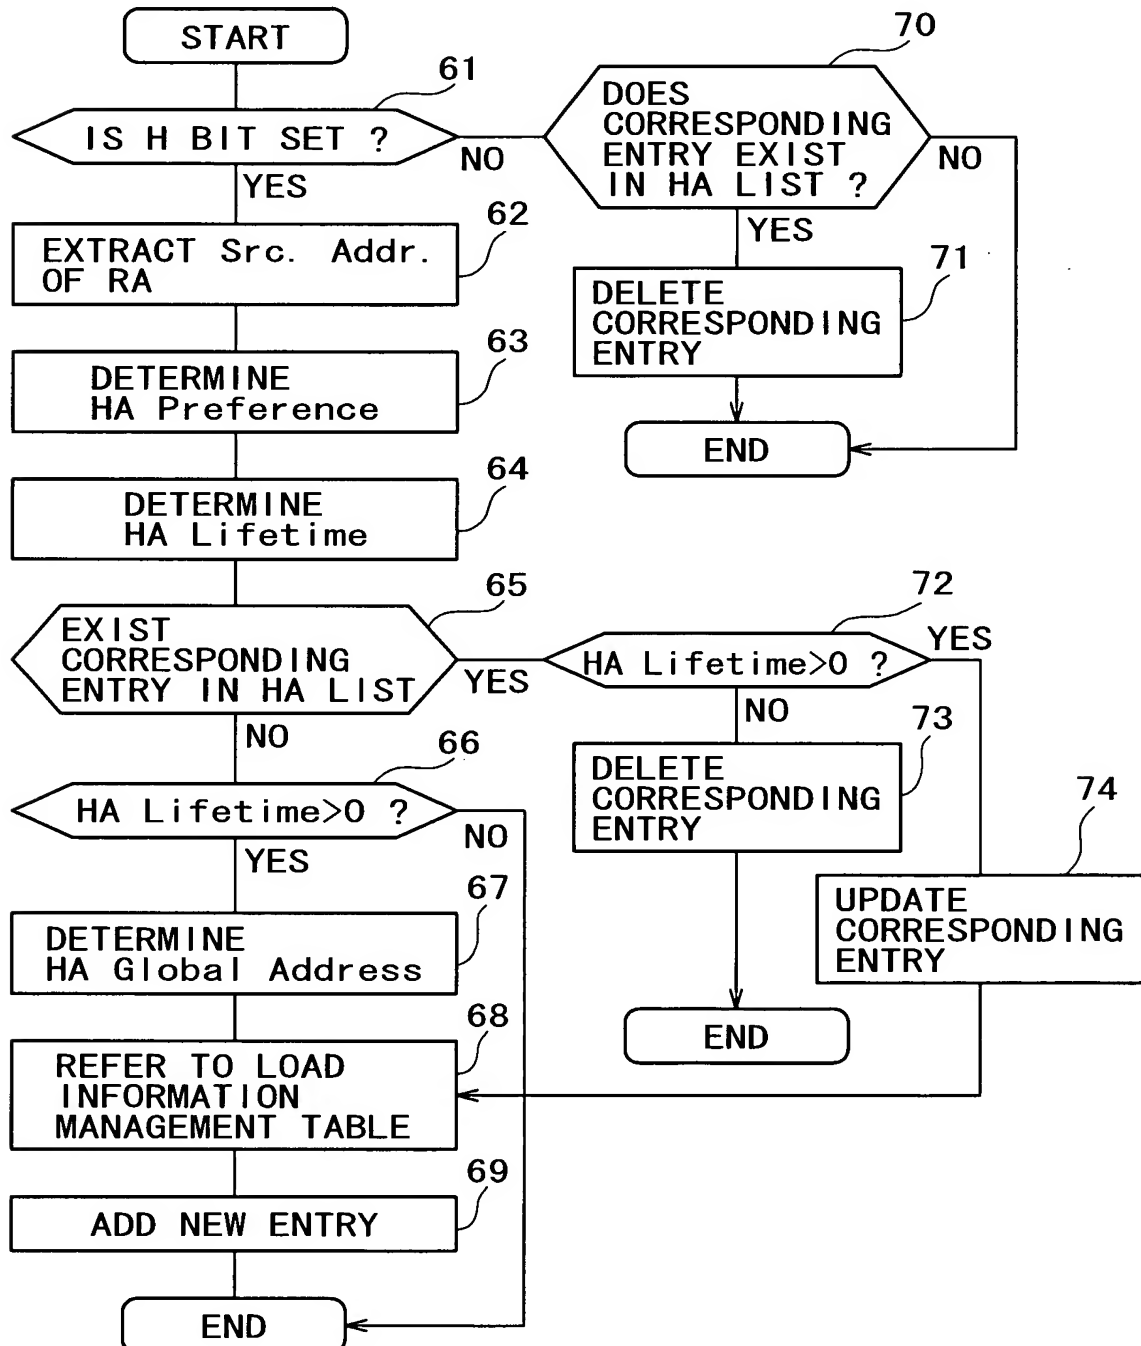 START
61
IS H BIT SET ?
NO
YES
62
EXTRACT Src. Addr.
OF RA
63
DETERMINE
HA Preference
64
DETERMINE
HA Lifetime
65
EXIST
CORRESPONDING
ENTRY IN HA LIST
YES
NO
66
HA Lifetime>0 ?
NO
YES
67
DETERMINE
HA Global Address
68
REFER TO LOAD
INFORMATION
MANAGEMENT TABLE
69
ADD NEW ENTRY
END
70
DOES
CORRESPONDING
ENTRY EXIST
IN HA LIST ?
NO
YES
71
DELETE
CORRESPONDING
ENTRY
END
72
HA Lifetime>0 ?
YES
NO
73
DELETE
CORRESPONDING
ENTRY
END
74
UPDATE
CORRESPONDING
ENTRY